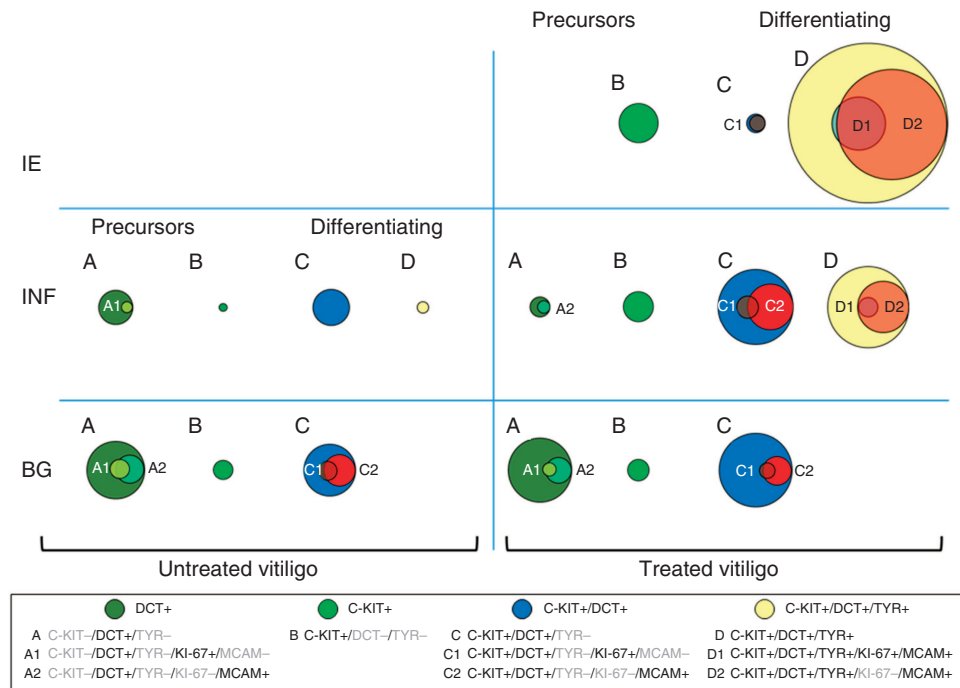 Precursors Differentiating
B C D
C1 D1 D2
IE
Precursors Differentiating
A B C D A B C D
INF A1 A2 C1 C2 D1 D2
A B C A B C
BG A1 A2 C1 C2 A1 A2 C1 C2
Untreated vitiligo Treated vitiligo
DCT+ C-KIT+ C-KIT+/DCT+ C-KIT+/DCT+/TYR+
A C-KIT–/DCT+/TYR– B C-KIT+/DCT–/TYR– C C-KIT+/DCT+/TYR– D C-KIT+/DCT+/TYR+
A1 C-KIT–/DCT+/TYR–/KI-67+/MCAM– C1 C-KIT+/DCT+/TYR–/KI-67+/MCAM– D1 C-KIT+/DCT+/TYR+/KI-67+/MCAM+
A2 C-KIT–/DCT+/TYR–/KI-67–/MCAM+ C2 C-KIT+/DCT+/TYR–/KI-67–/MCAM+ D2 C-KIT+/DCT+/TYR+/KI-67–/MCAM+